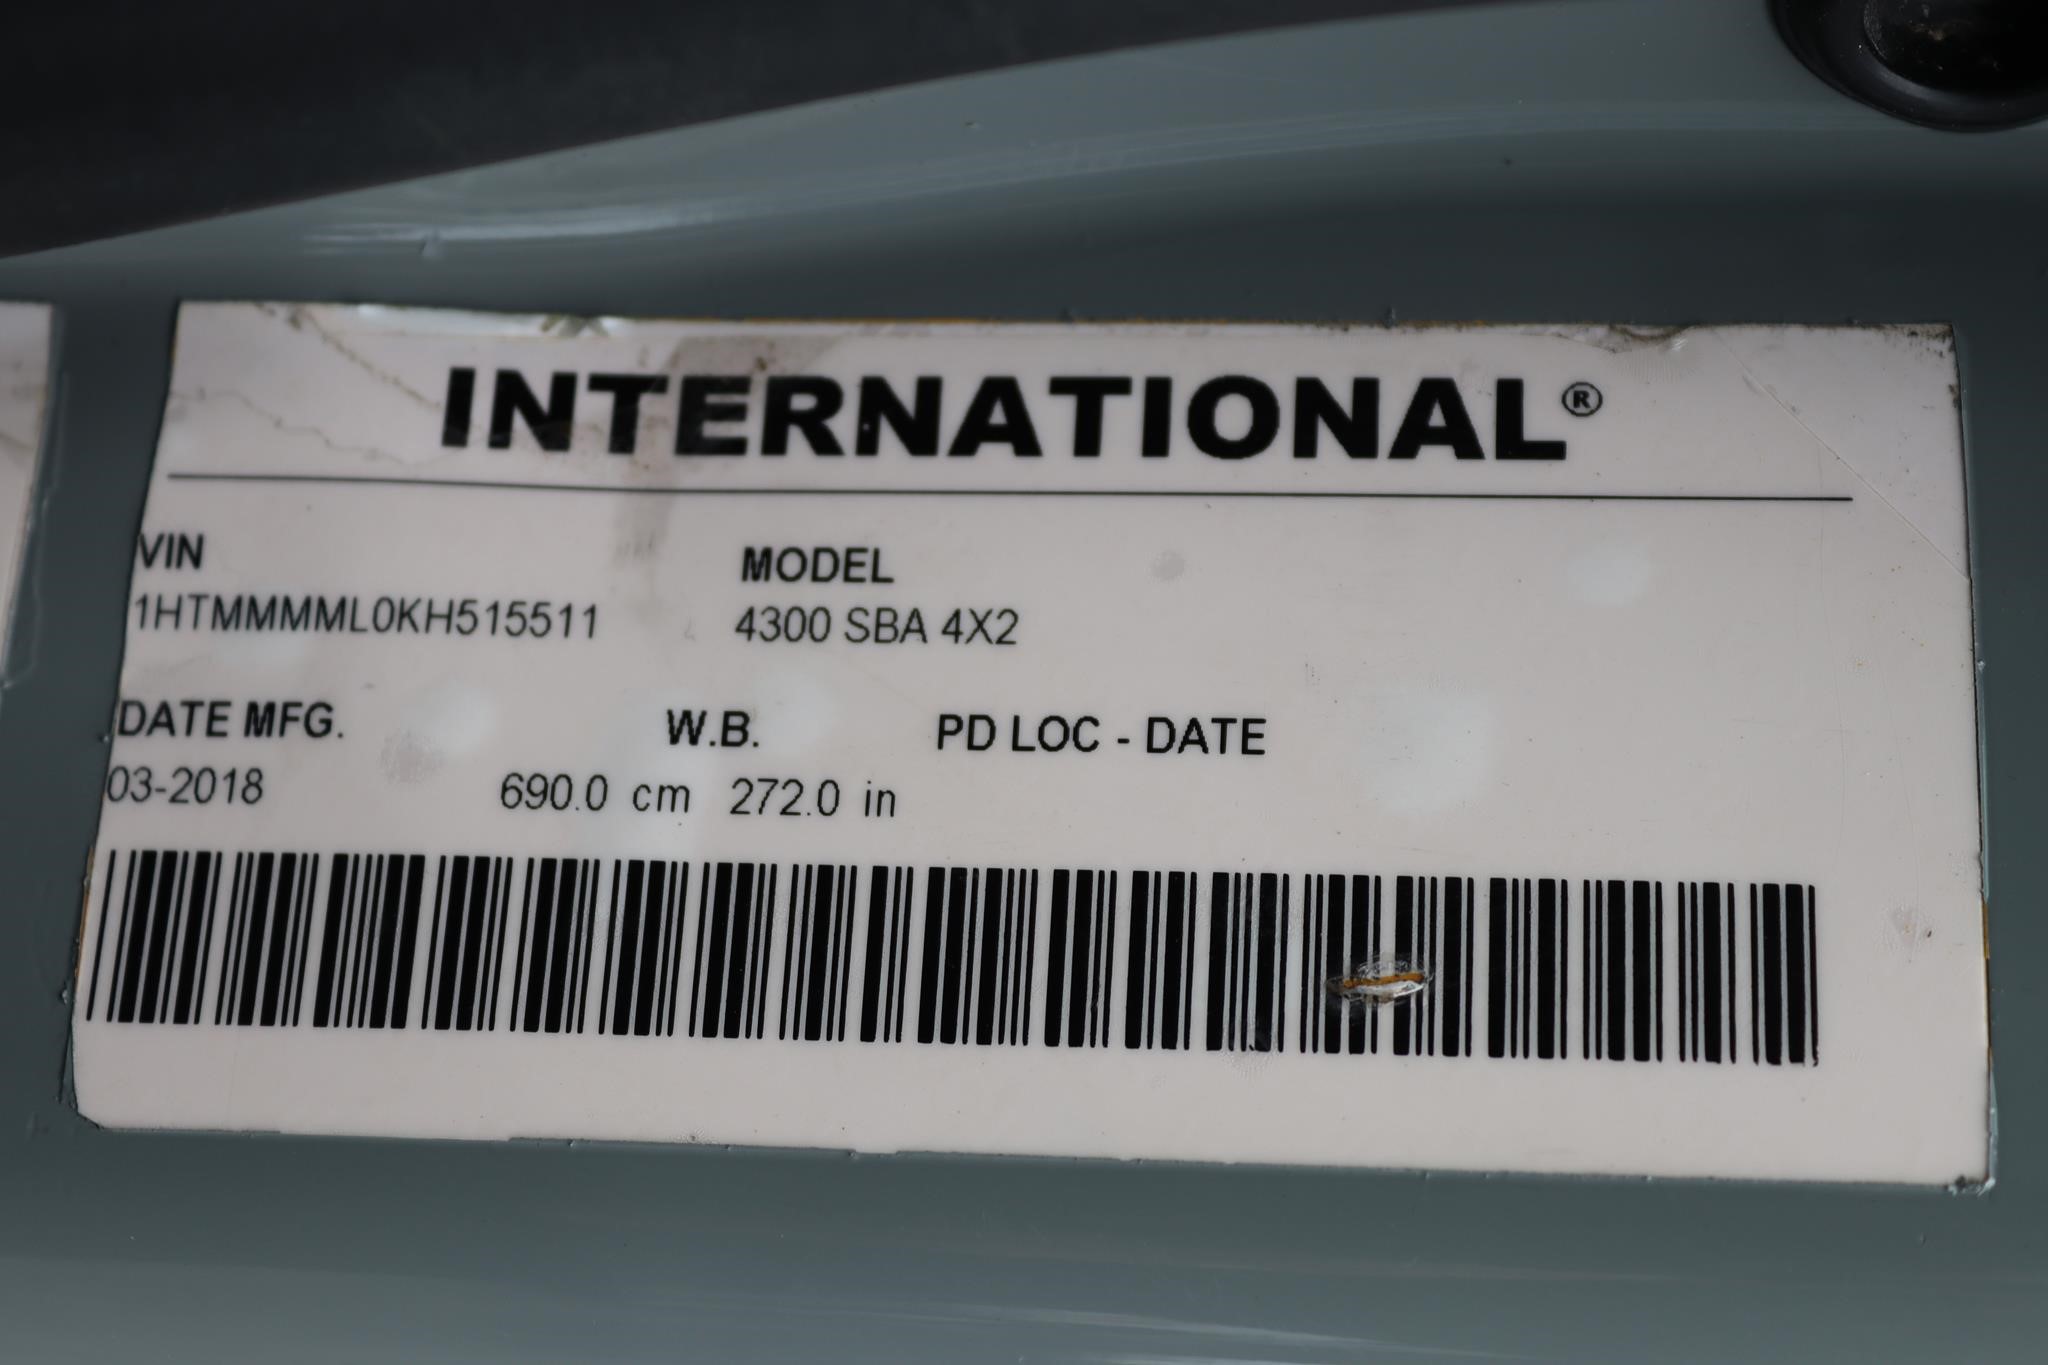 INTERNATIONAL®
VIN MODEL
1HTMMMML0KH515511 4300 SBA 4X2
DATE MFG. W.B. PD LOC - DATE
03-2018 690.0 cm 272.0 in